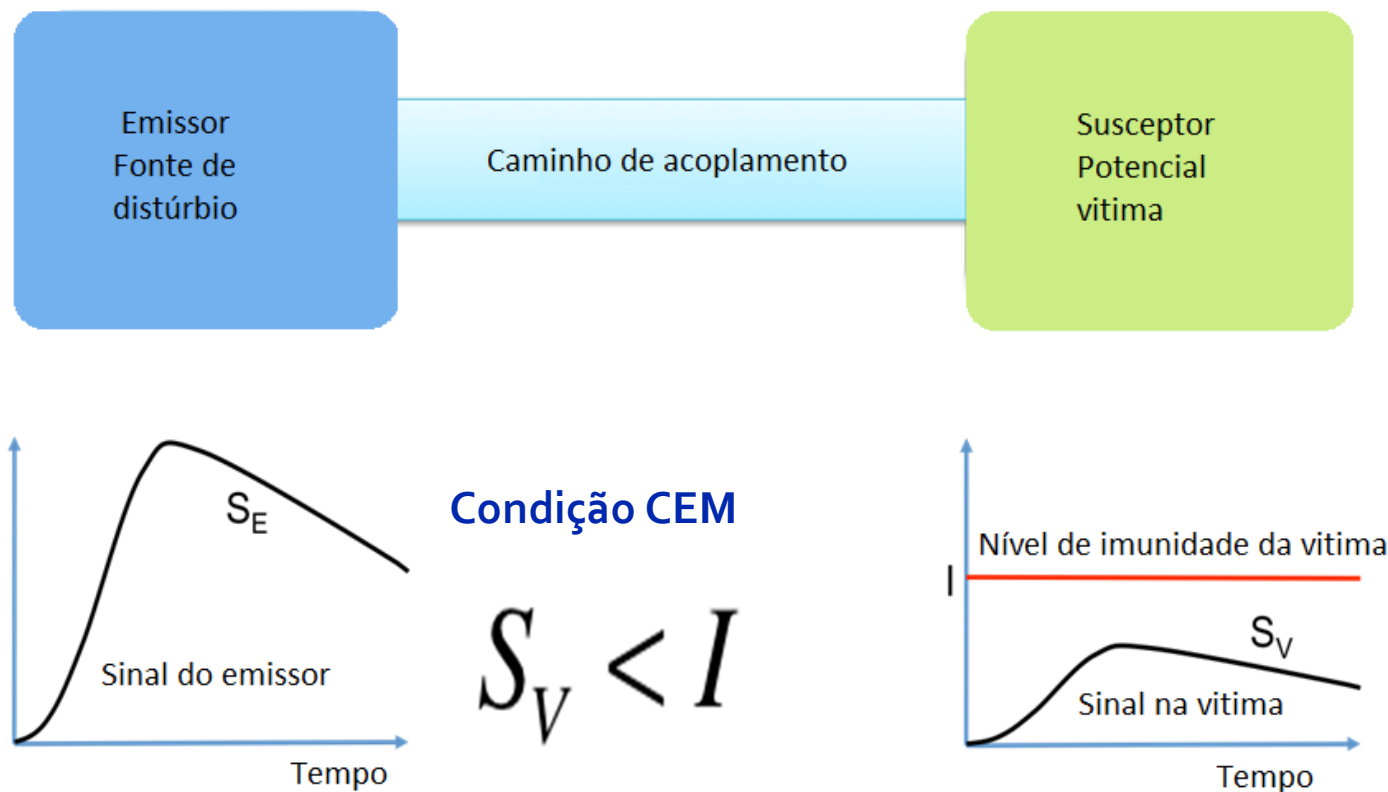 Emissor
Fonte de
distúrbio
Caminho de acoplamento
Susceptor
Potencial
vitima
S_E
Sinal do emissor
Tempo
Condição CEM
S_V < I
Nível de imunidade da vitima
I
S_V
Sinal na vitima
Tempo